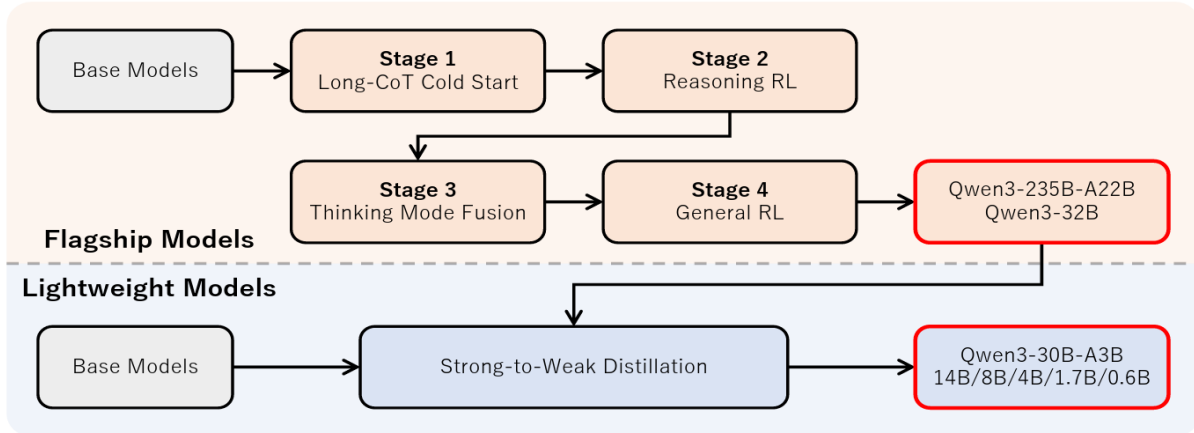 Base Models
Stage 1
Long-CoT Cold Start
Stage 2
Reasoning RL
Stage 3
Thinking Mode Fusion
Stage 4
General RL
Qwen3-235B-A22B
Qwen3-32B
Flagship Models
Lightweight Models
Base Models
Strong-to-Weak Distillation
Qwen3-30B-A3B
14B/8B/4B/1.7B/0.6B